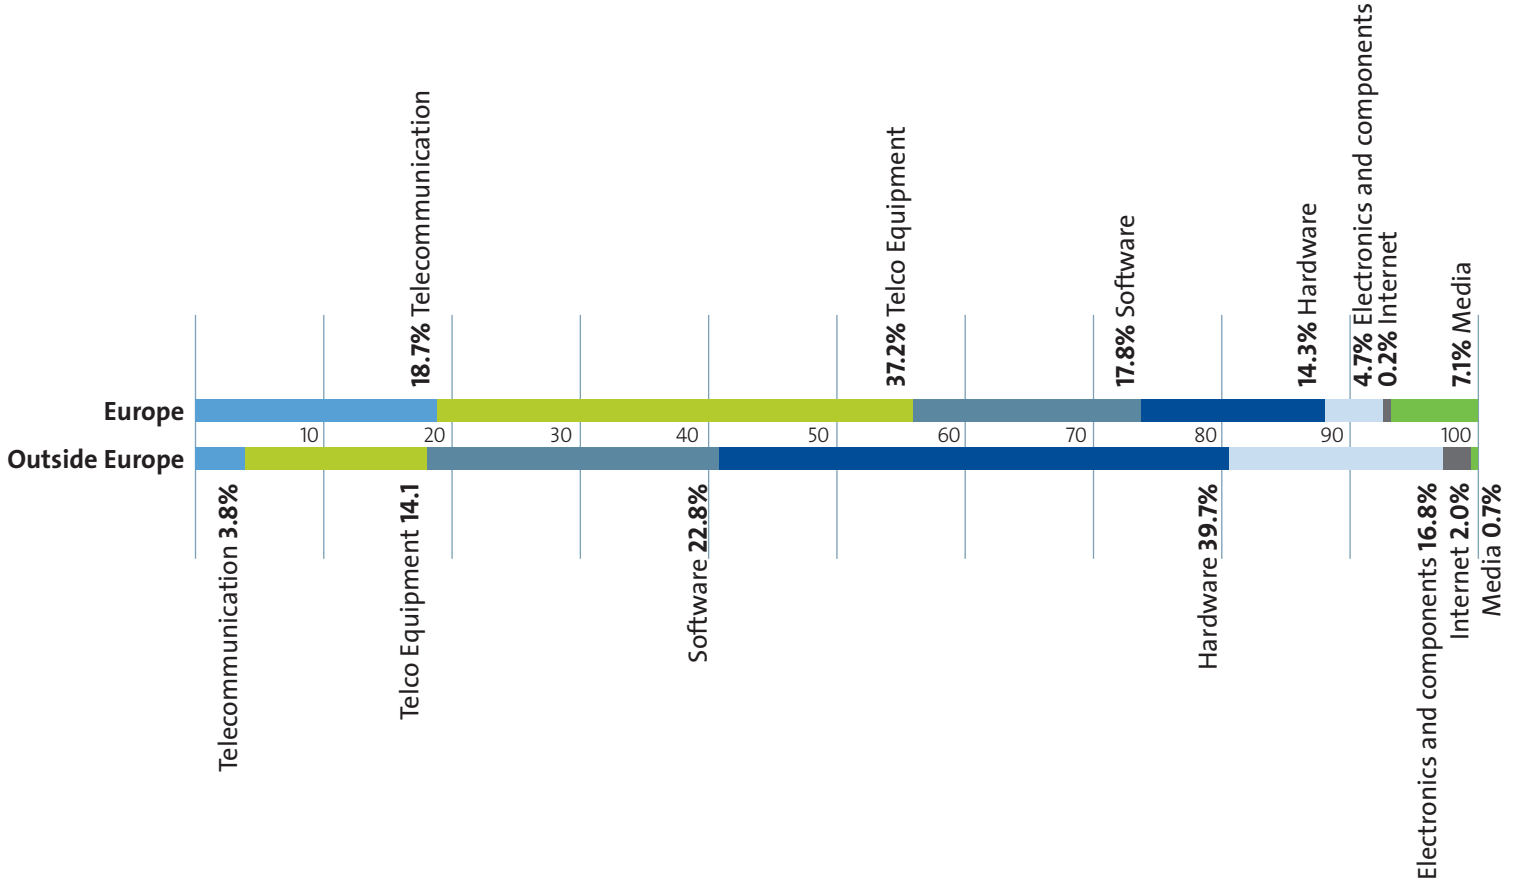 18.7% Telecommunication
37.2% Telco Equipment
17.8% Software
14.3% Hardware
4.7% Electronics and components
0.2% Internet
7.1% Media
Europe
10 20 30 40 50 60 70 80 90 100
Outside Europe
Telecommunication 3.8%
Telco Equipment 14.1
Software 22.8%
Hardware 39.7%
Electronics and components 16.8%
Internet 2.0%
Media 0.7%